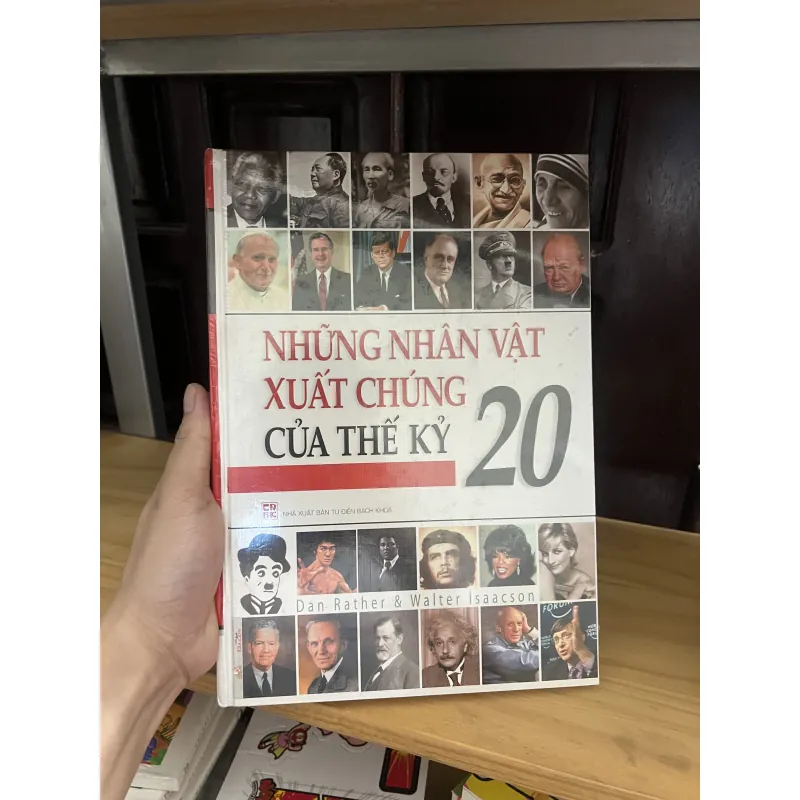 NHỮNG NHÂN VẬT
XUẤT CHÚNG
CỦA THẾ KỶ 20
NHÀ XUẤT BẢN TỪ ĐIỂN BÁCH KHOA
Dan Rather & Walter Isaacson
FORUM